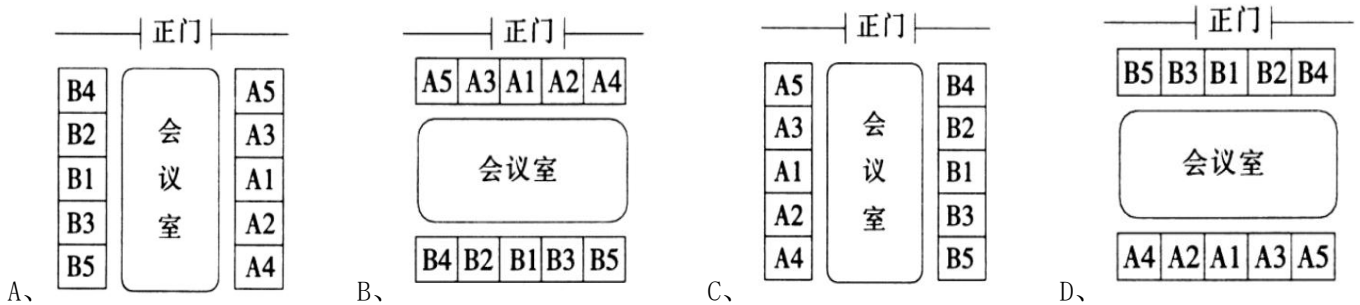 A、
正门
B4
B2
B1
B3
B5
会
议
室
A5
A3
A1
A2
A4
B、
正门
A5 A3 A1 A2 A4
会议室
B4 B2 B1 B3 B5
C、
正门
A5
A3
A1
A2
A4
会
议
室
B4
B2
B1
B3
B5
D、
正门
B5 B3 B1 B2 B4
会议室
A4 A2 A1 A3 A5